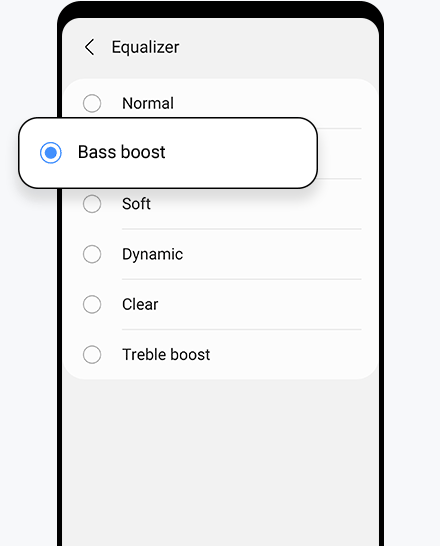 Equalizer
Normal
Bass boost
Soft
Dynamic
Clear
Treble boost